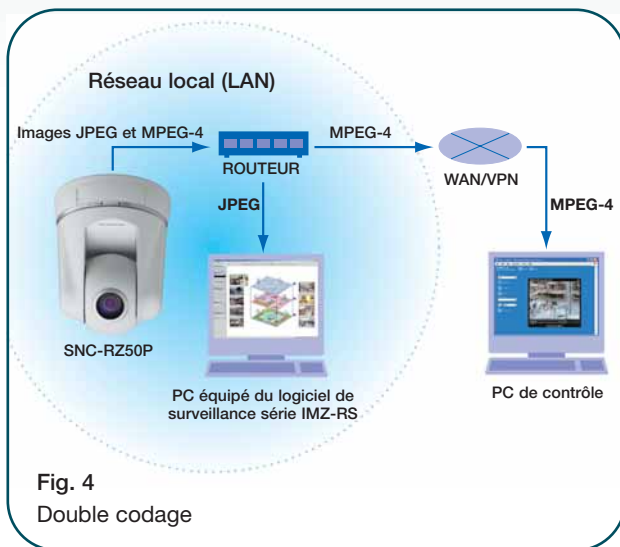 Réseau local (LAN)
Images JPEG et MPEG-4
MPEG-4
ROUTEUR
WAN/VPN
JPEG
MPEG-4
SNC-RZ50P
PC équipé du logiciel de
surveillance série IMZ-RS
PC de contrôle
Fig. 4
Double codage